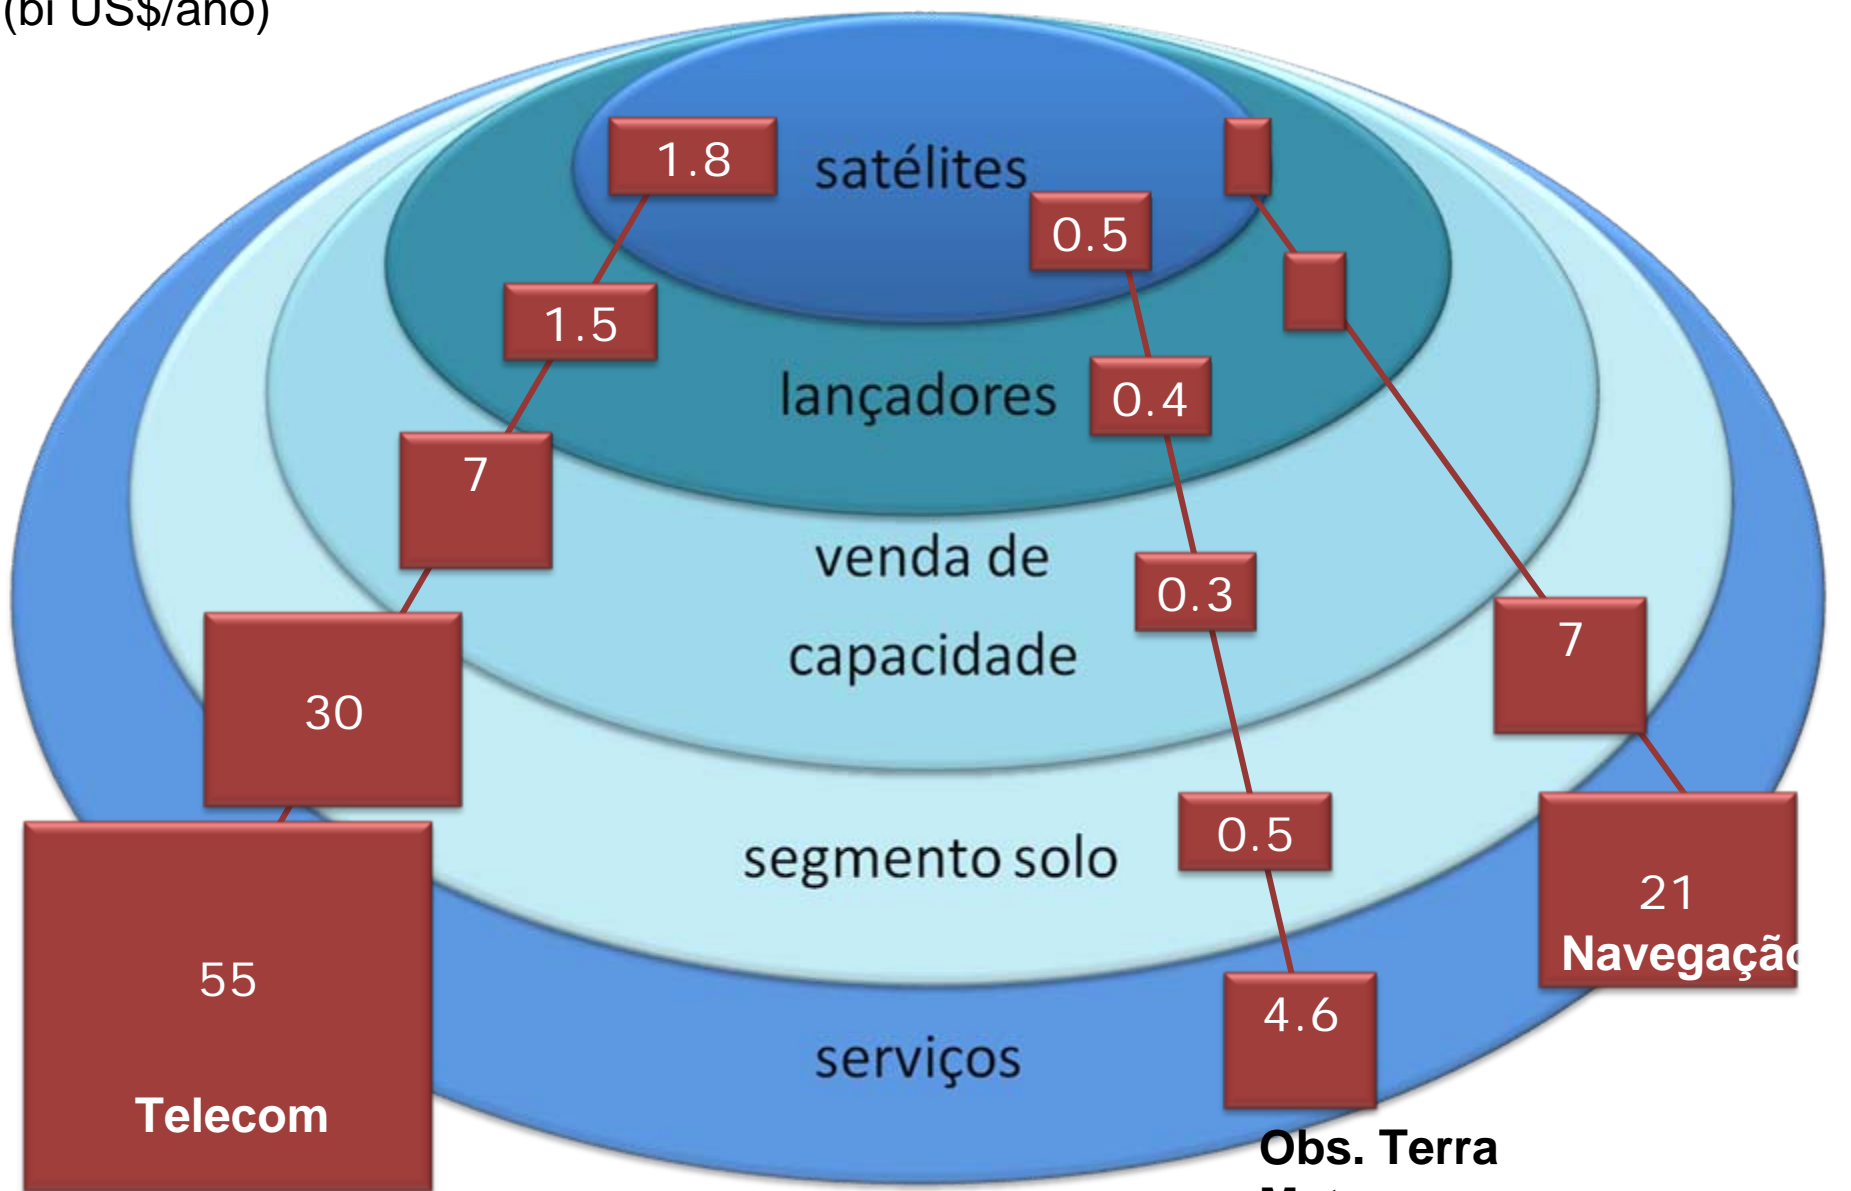 (bi US$/ano)
1.8
satélites
0.5
1.5
lançadores
0.4
7
venda de
0.3
capacidade
7
30
segmento solo
0.5
21
Navegação
55
4.6
serviços
Telecom
Obs. Terra